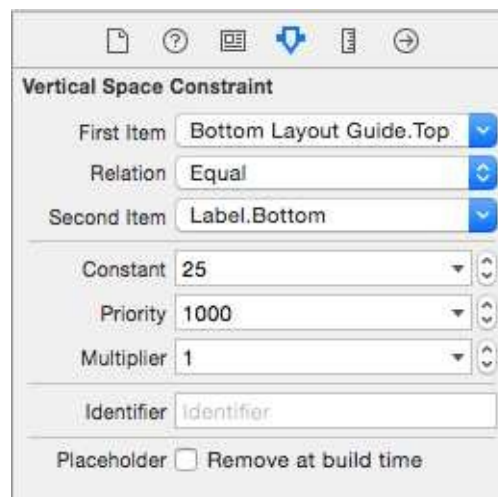 Vertical Space Constraint
First Item Bottom Layout Guide.Top
Relation Equal
Second Item Label.Bottom
Constant 25
Priority 1000
Multiplier 1
Identifier Identifier
Placeholder Remove at build time